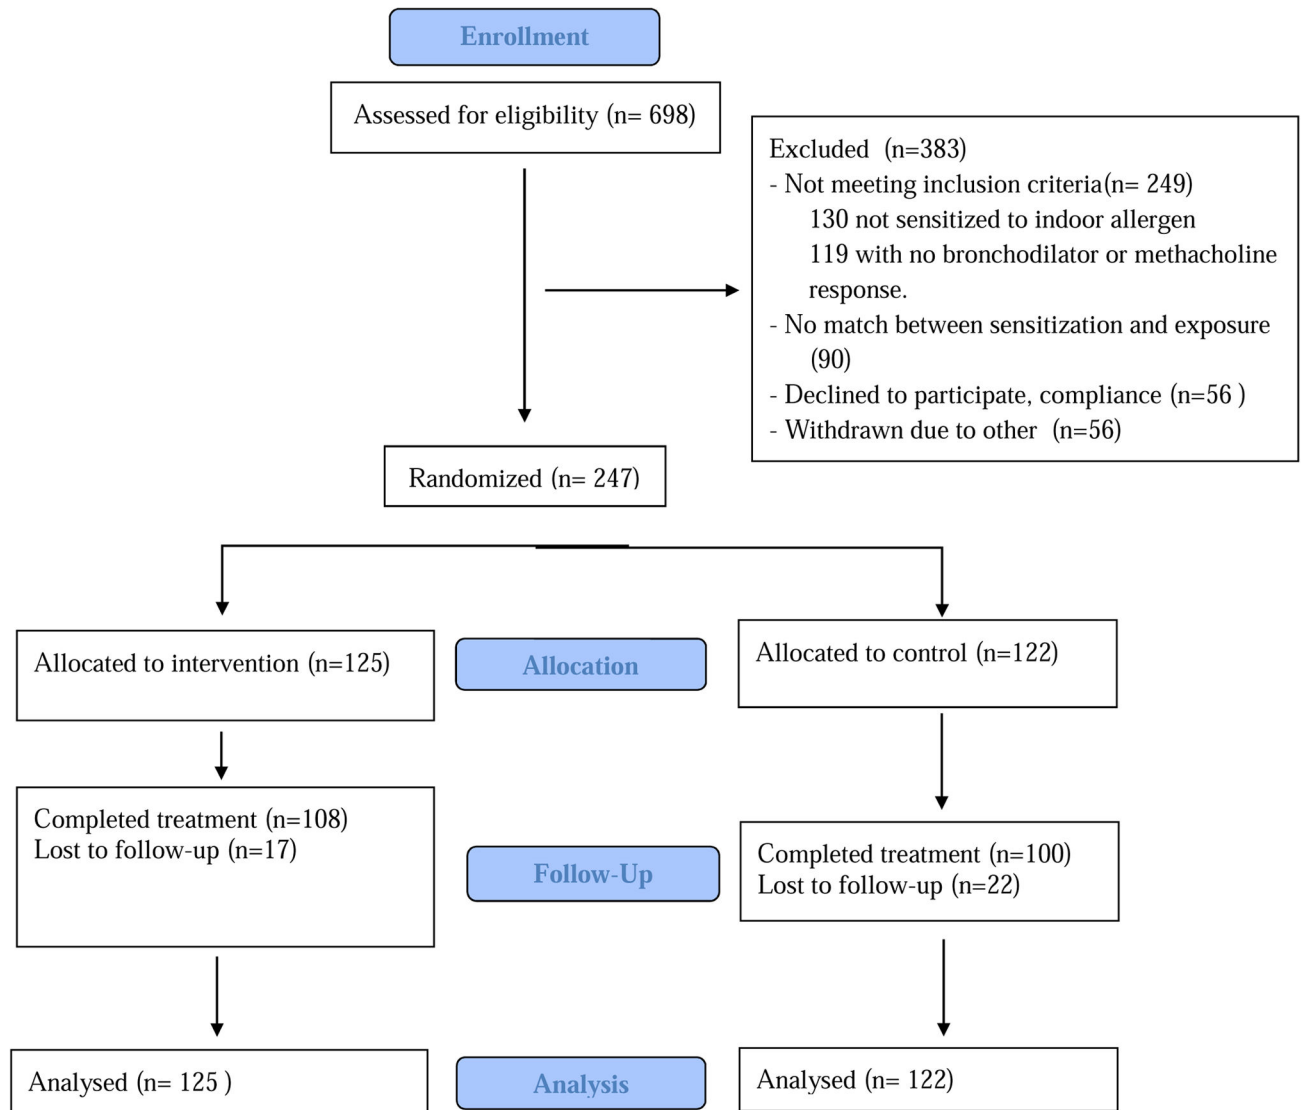 Enrollment
Assessed for eligibility (n= 698)
Excluded (n=383)
- Not meeting inclusion criteria(n= 249)
130 not sensitized to indoor allergen
119 with no bronchodilator or methacholine
response.
- No match between sensitization and exposure
(90)
- Declined to participate, compliance (n=56 )
- Withdrawn due to other (n=56)
Randomized (n= 247)
Allocated to intervention (n=125)
Allocation
Allocated to control (n=122)
Completed treatment (n=108)
Lost to follow-up (n=17)
Follow-Up
Completed treatment (n=100)
Lost to follow-up (n=22)
Analysed (n= 125 )
Analysis
Analysed (n= 122)